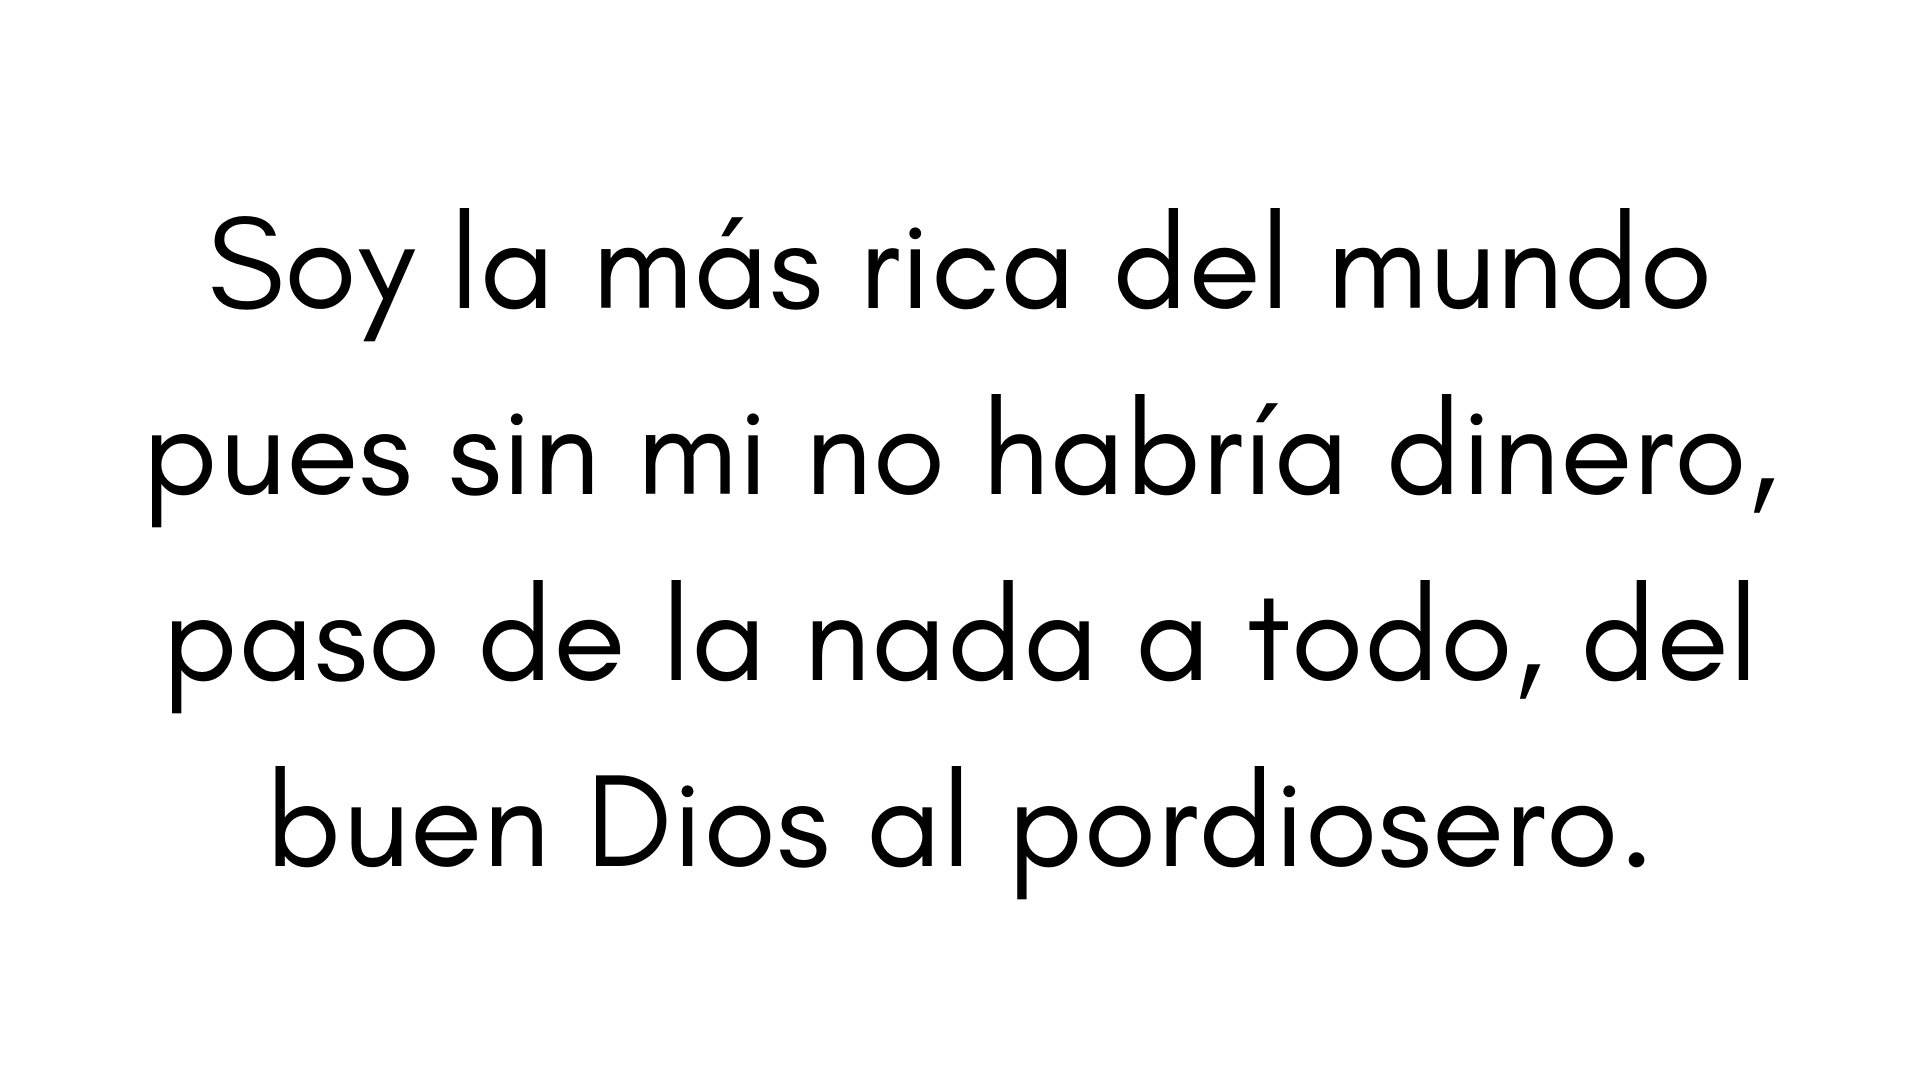 Soy la más rica del mundo
pues sin mi no habría dinero,
paso de la nada a todo, del
buen Dios al pordiosero.